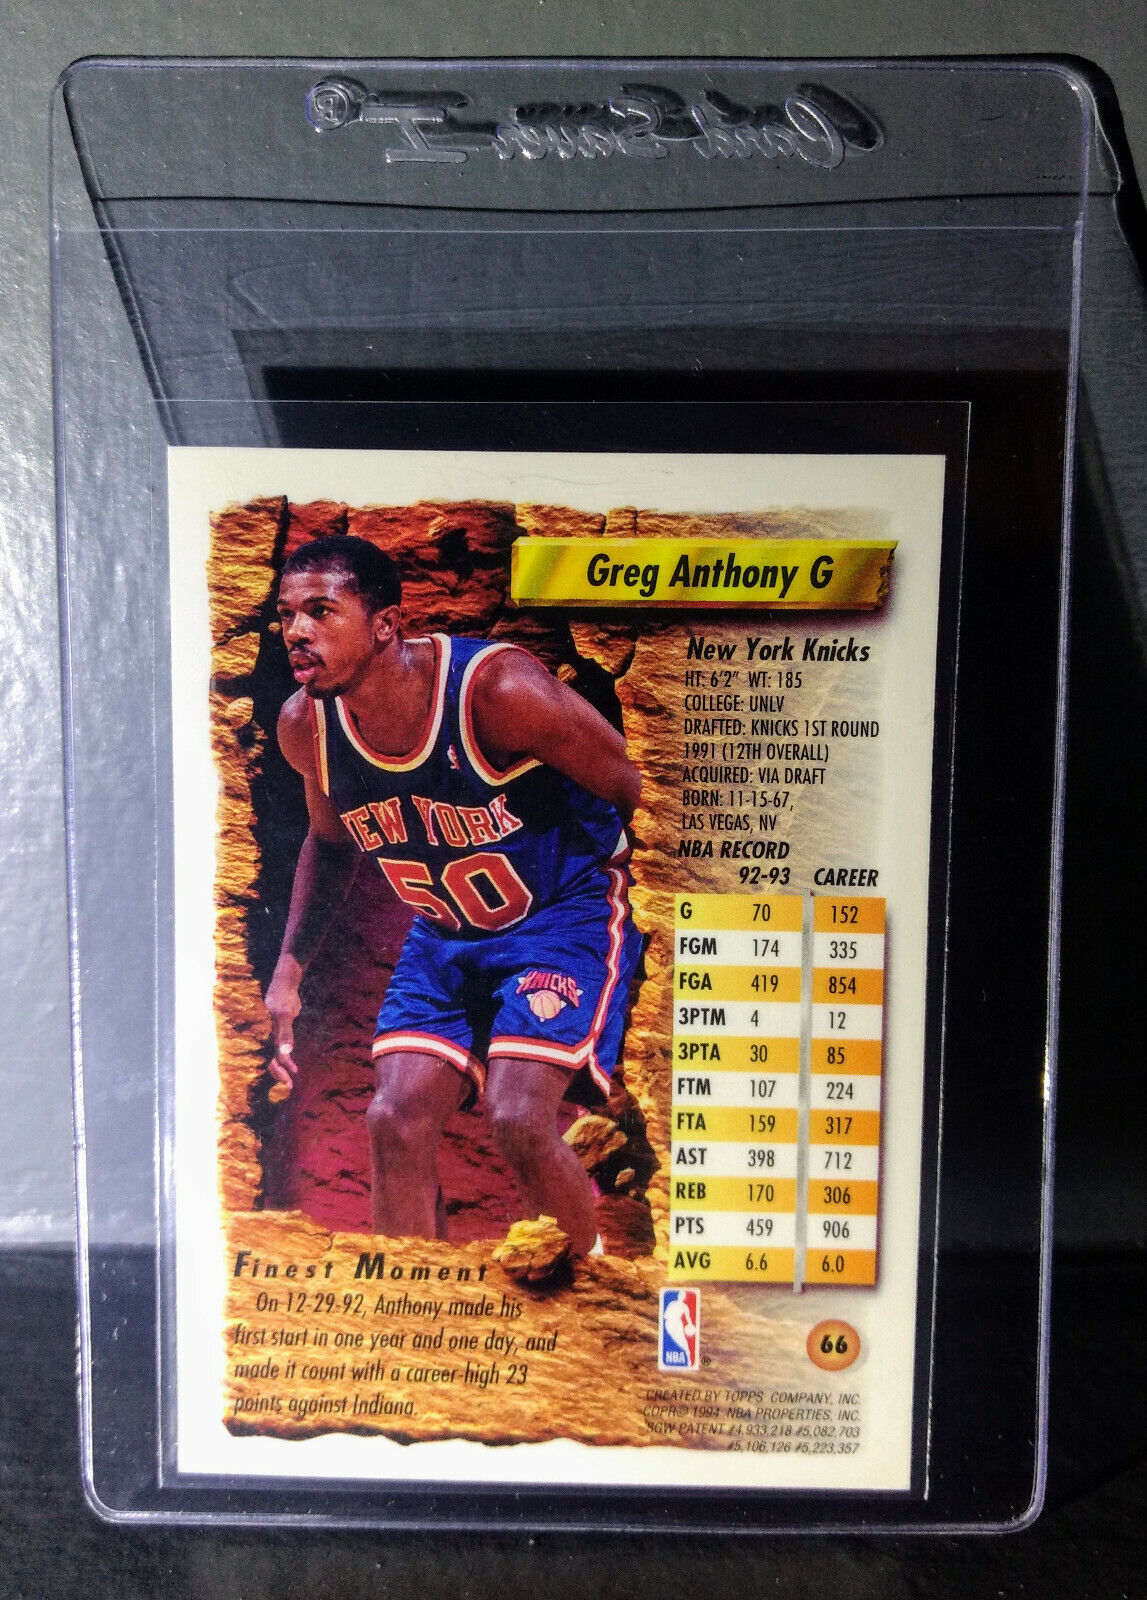 Card Saver I®
Greg Anthony G
New York Knicks
HT: 6'2" WT: 185
COLLEGE: UNLV
DRAFTED: KNICKS 1ST ROUND
1991 (12TH OVERALL)
ACQUIRED: VIA DRAFT
BORN: 11-15-67,
LAS VEGAS, NV
NBA RECORD
92-93 CAREER
G 70 152
FGM 174 335
FGA 419 854
3PTM 4 12
3PTA 30 85
FTM 107 224
FTA 159 317
AST 398 712
REB 170 306
PTS 459 906
AVG 6.6 6.0
NEW YORK
50
KNICKS
Finest Moment
On 12-29-92, Anthony made his
first start in one year and one day, and
made it count with a career-high 23
points against Indiana.
NBA ®
66
CREATED BY TOPPS COMPANY, INC.
COPR© 1994 NBA PROPERTIES, INC.
BGW PATENT #4,933,218 #5,082,703
#5,106,126 #5,223,357